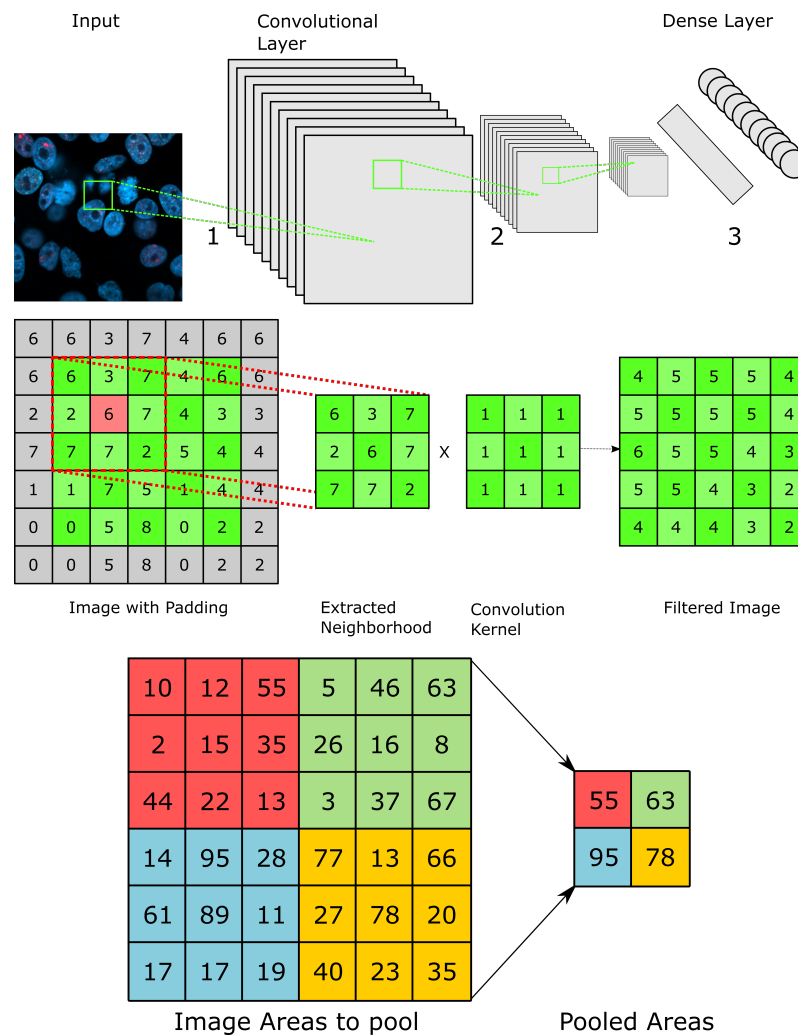 Input
Convolutional
Layer
Dense Layer
1
2
3
6 6 3 7 4 6 6
6 6 3 7 4 6 6
2 2 6 7 4 3 3
7 7 7 2 5 4 4
1 1 7 5 1 4 4
0 0 5 8 0 2 2
0 0 5 8 0 2 2
6 3 7
2 6 7
7 7 2
X
1 1 1
1 1 1
1 1 1
4 5 5 5 4
5 5 5 5 4
6 5 5 4 3
5 5 4 3 2
4 4 4 3 2
Image with Padding
Extracted
Neighborhood
Convolution
Kernel
Filtered Image
10 12 55 5 46 63
2 15 35 26 16 8
44 22 13 3 37 67
14 95 28 77 13 66
61 89 11 27 78 20
17 17 19 40 23 35
55 63
95 78
Image Areas to pool
Pooled Areas